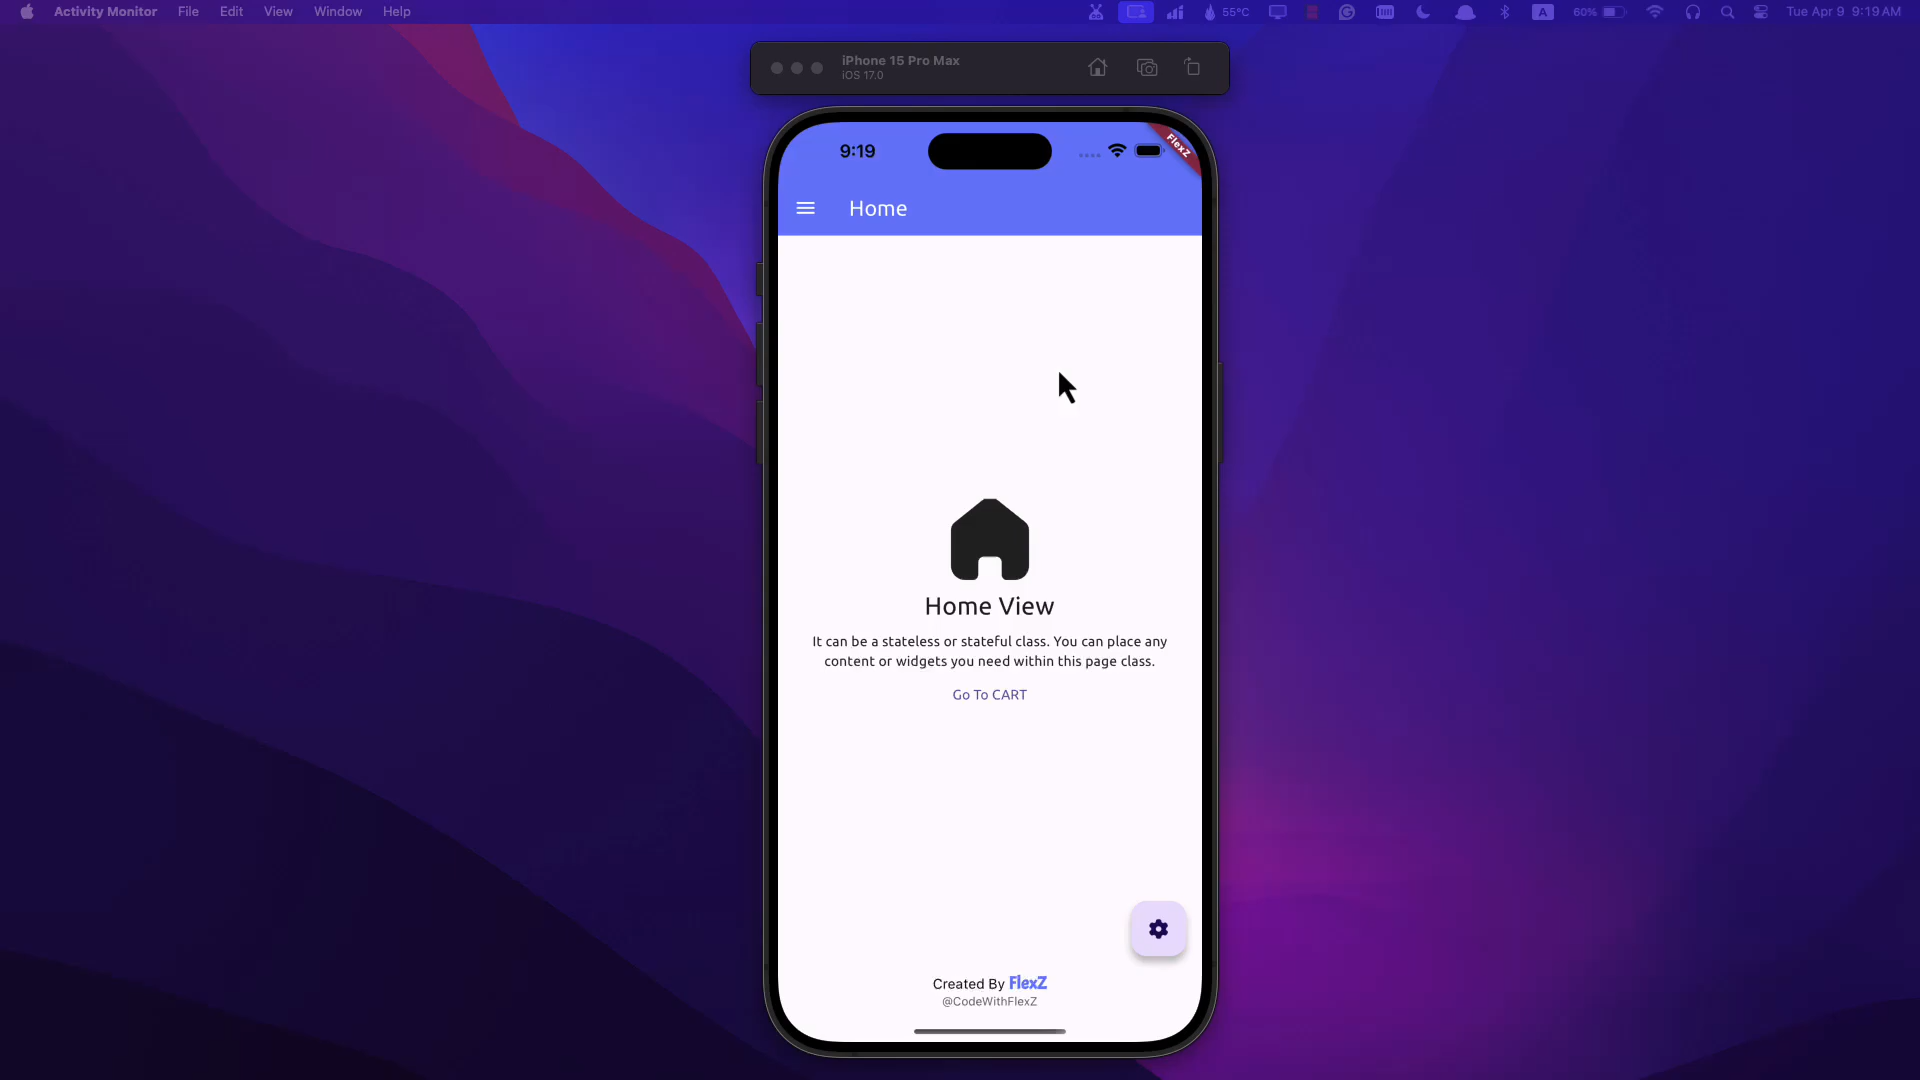 Activity Monitor File Edit View Window Help
55°C A 60% Tue Apr 9 9:19 AM
iPhone 15 Pro Max
iOS 17.0
9:19
FlexZ
Home
Home View
It can be a stateless or stateful class. You can place any
content or widgets you need within this page class.
Go To CART
Created By FlexZ
@CodeWithFlexZ